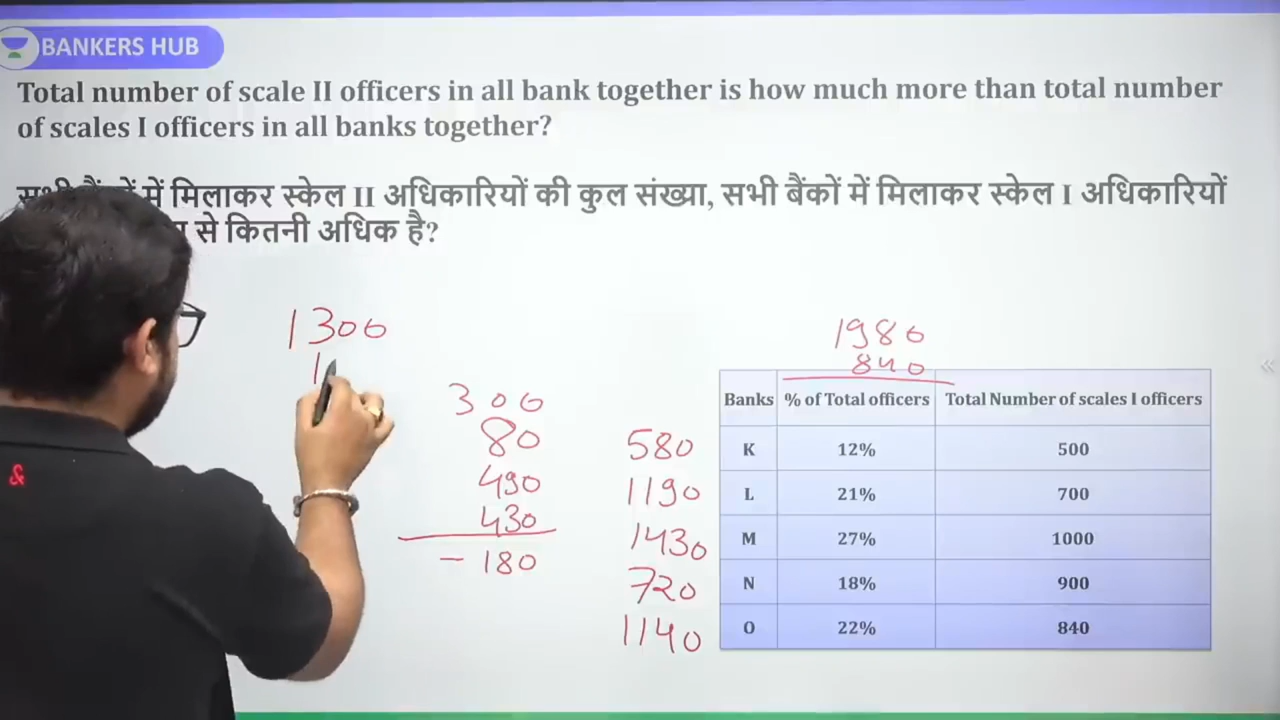 BANKERS HUB
Total number of scale II officers in all bank together is how much more than total number
of scales I officers in all banks together?
में मिलाकर स्केल II अधिकारियों की कुल संख्या, सभी बैंकों में मिलाकर स्केल I अधिकारियों
से कितनी अधिक है?
1300
1
300
80
490
430
- 180
580
1190
1430
720
1140
1980
840
Banks % of Total officers Total Number of scales I officers
K 12% 500
L 21% 700
M 27% 1000
N 18% 900
O 22% 840
&